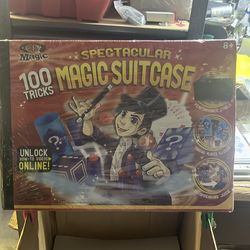 Magic
SPECTACULAR
8+
100
TRICKS
MAGIC SUITCASE
UNLOCK
HOW-TO VIDEOS
ONLINE!